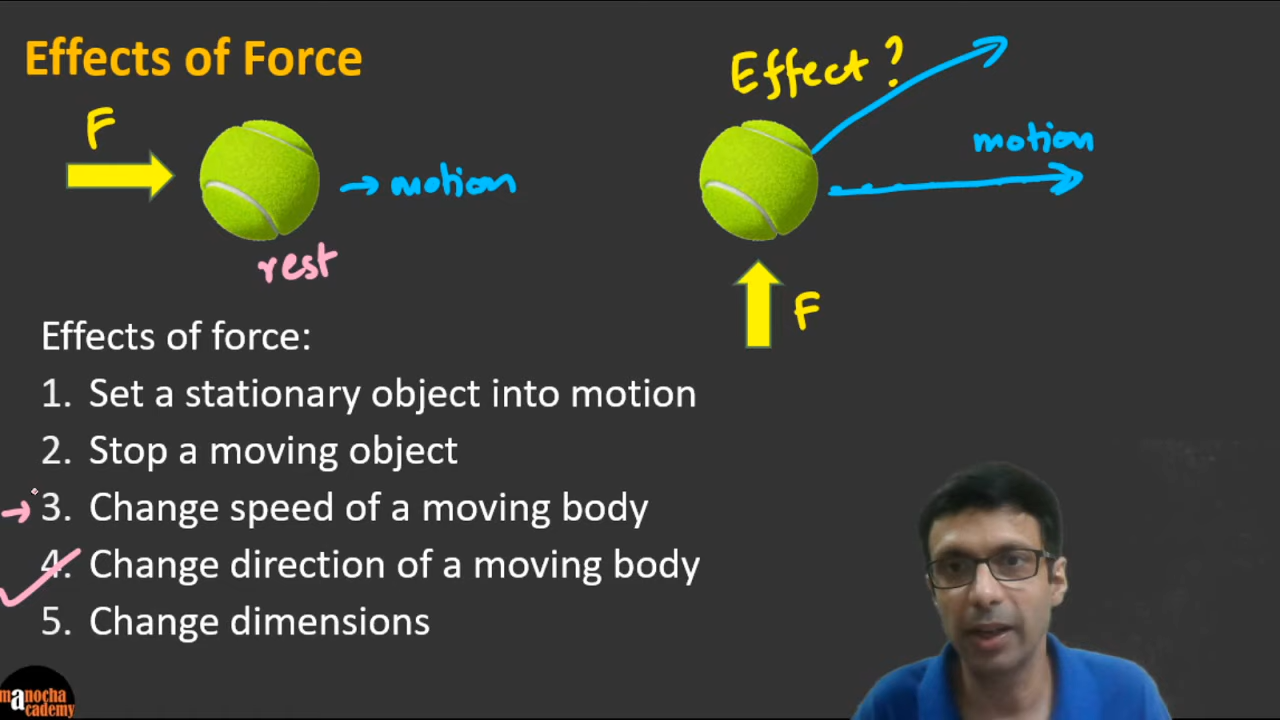 Effects of Force
Effect?
F
motion
motion
rest
F
Effects of force:
1. Set a stationary object into motion
2. Stop a moving object
3. Change speed of a moving body
4. Change direction of a moving body
5. Change dimensions
manocha
academy